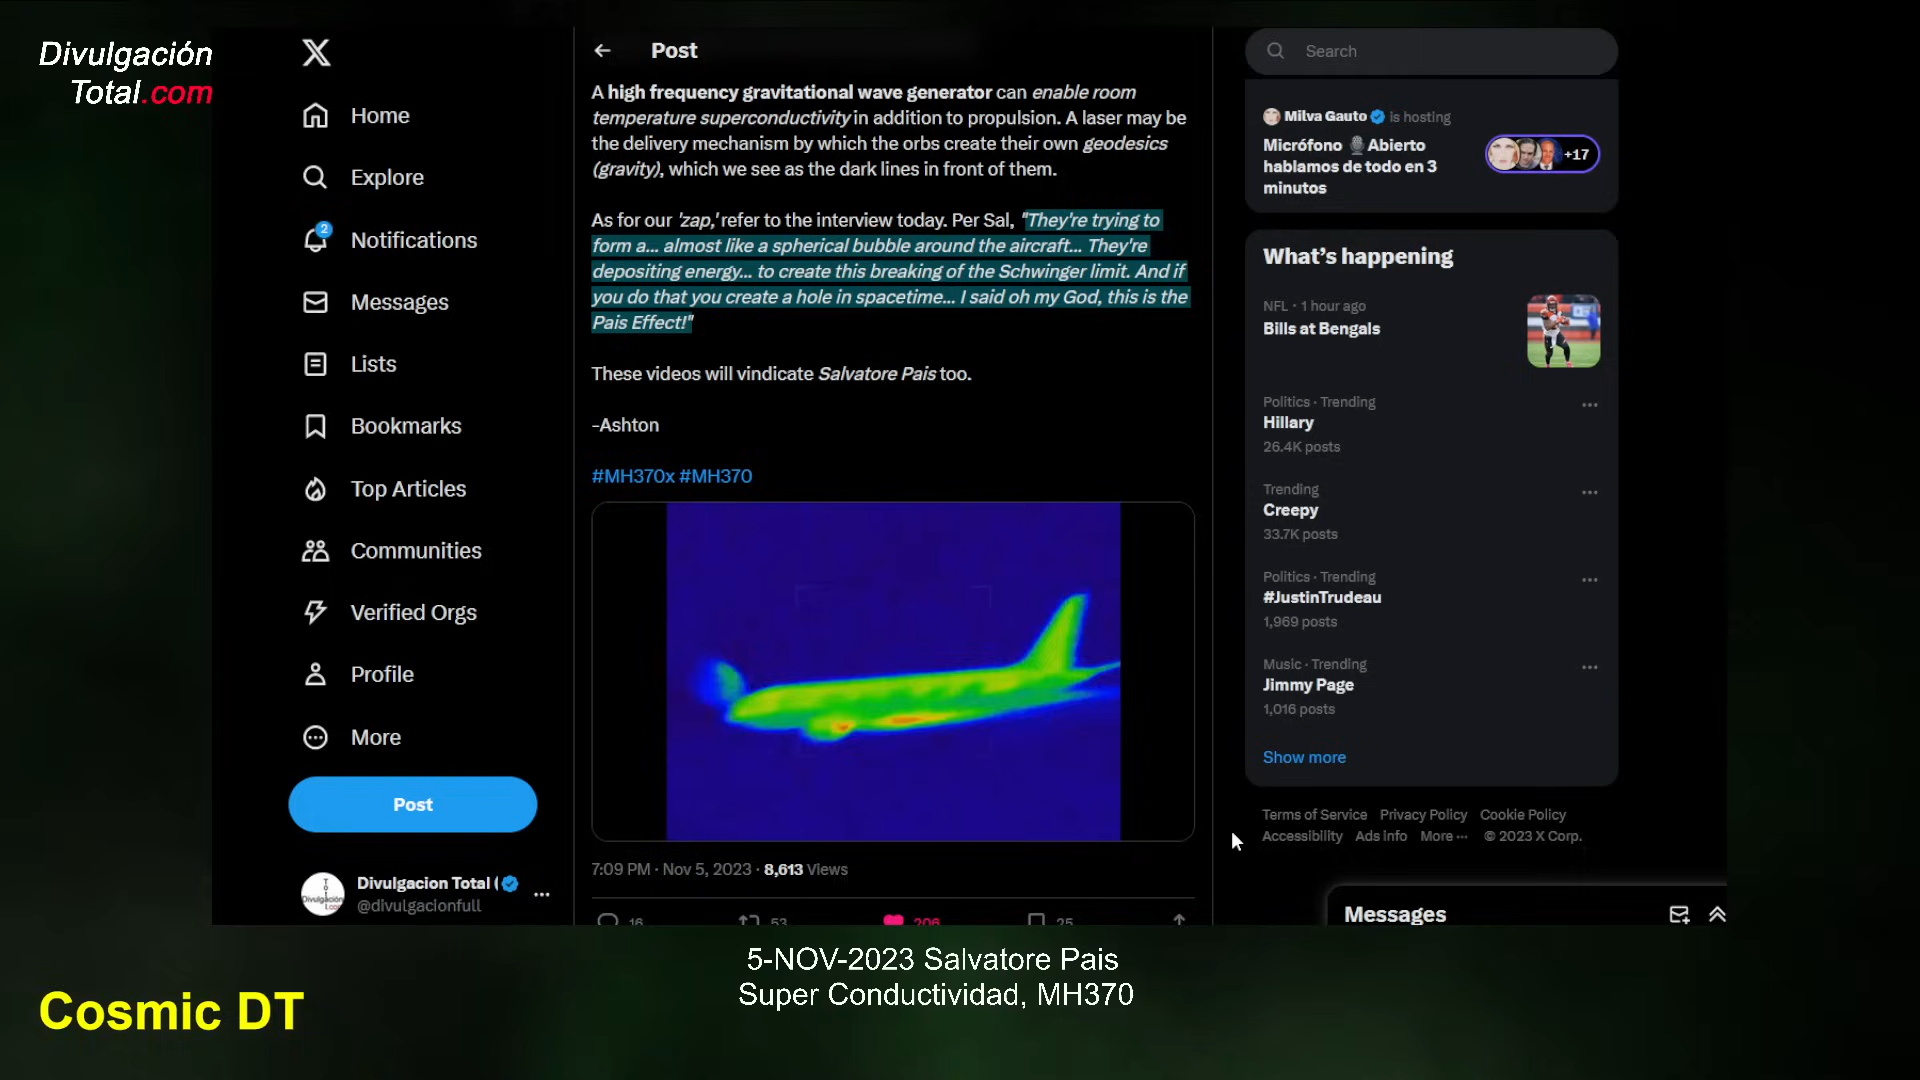 Divulgación
Total.com
Home
Explore
2
Notifications
Messages
Lists
Bookmarks
Top Articles
Communities
Verified Orgs
Profile
More
Post
Divulgacion Total (
@divulgacionfull
Post
A high frequency gravitational wave generator can enable room
temperature superconductivity in addition to propulsion. A laser may be
the delivery mechanism by which the orbs create their own geodesics
(gravity), which we see as the dark lines in front of them.
As for our 'zap,' refer to the interview today. Per Sal, "They're trying to
form a... almost like a spherical bubble around the aircraft... They're
depositing energy... to create this breaking of the Schwinger limit. And if
you do that you create a hole in spacetime... I said oh my God, this is the
Pais Effect!"
These videos will vindicate Salvatore Pais too.
-Ashton
#MH370x #MH370
7:09 PM · Nov 5, 2023 · 8,613 Views
16 53 206 25
Search
Milva Gauto is hosting
Micrófono Abierto
hablamos de todo en 3
minutos
+17
What's happening
NFL · 1 hour ago
Bills at Bengals
Politics · Trending
Hillary
26.4K posts
Trending
Creepy
33.7K posts
Politics · Trending
#JustinTrudeau
1,969 posts
Music · Trending
Jimmy Page
1,016 posts
Show more
Terms of Service Privacy Policy Cookie Policy
Accessibility Ads info More ··· © 2023 X Corp.
Messages
5-NOV-2023 Salvatore Pais
Super Conductividad, MH370
Cosmic DT